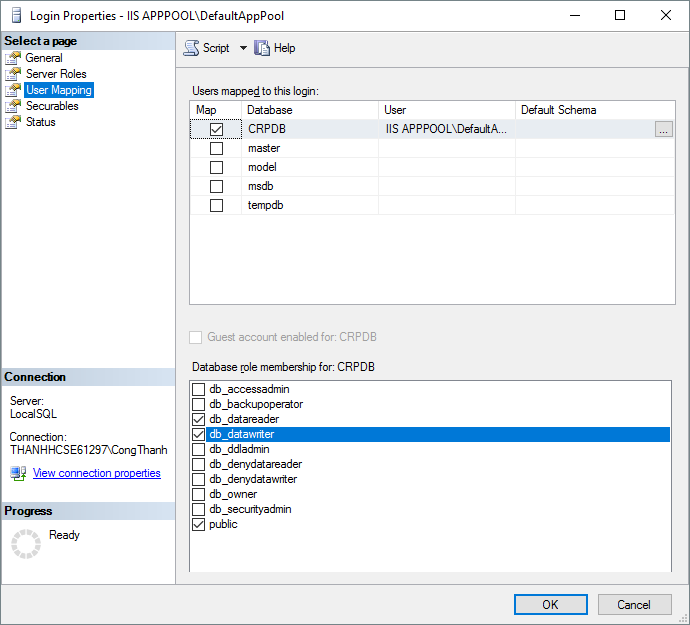 Login Properties - IIS APPPOOL\DefaultAppPool
Select a page
General
Server Roles
User Mapping
Securables
Status
Connection
Server:
LocalSQL
Connection:
THANHHCSE61297\CongThanh
View connection properties
Progress
Ready
Script Help
Users mapped to this login:
Map Database User Default Schema
CRPDB IIS APPPOOL\DefaultA... ...
master
model
msdb
tempdb
Guest account enabled for: CRPDB
Database role membership for: CRPDB
db_accessadmin
db_backupoperator
db_datareader
db_datawriter
db_ddladmin
db_denydatareader
db_denydatawriter
db_owner
db_securityadmin
public
OK Cancel